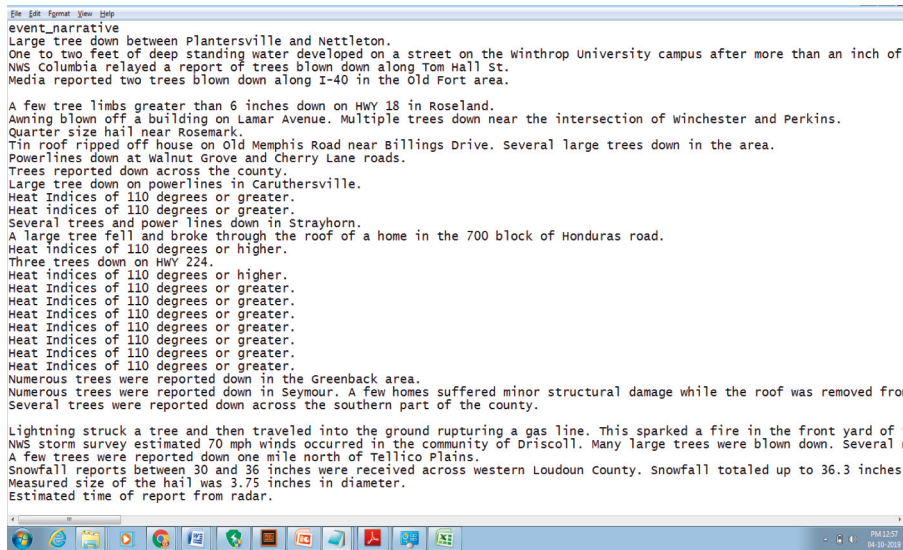 File Edit Format View Help
event_narrative
Large tree down between Plantersville and Nettleton.
One to two feet of deep standing water developed on a street on the Winthrop University campus after more than an inch of
NWS Columbia relayed a report of trees blown down along Tom Hall St.
Media reported two trees blown down along I-40 in the Old Fort area.
A few tree limbs greater than 6 inches down on HWY 18 in Roseland.
Awning blown off a building on Lamar Avenue. Multiple trees down near the intersection of Winchester and Perkins.
Quarter size hail near Rosemark.
Tin roof ripped off house on Old Memphis Road near Billings Drive. Several large trees down in the area.
Powerlines down at Walnut Grove and Cherry Lane roads.
Trees reported down across the county.
Large tree down on powerlines in Caruthersville.
Heat Indices of 110 degrees or greater.
Heat indices of 110 degrees or greater.
Several trees and power lines down in Strayhorn.
A large tree fell and broke through the roof of a home in the 700 block of Honduras road.
Heat indices of 110 degrees or higher.
Three trees down on HWY 224.
Heat indices of 110 degrees or higher.
Heat indices of 110 degrees or greater.
Heat indices of 110 degrees or greater.
Heat indices of 110 degrees or greater.
Heat indices of 110 degrees or greater.
Heat indices of 110 degrees or greater.
Heat indices of 110 degrees or greater.
Heat indices of 110 degrees or greater.
Numerous trees were reported down in the Greenback area.
Numerous trees were reported down in Seymour. A few homes suffered minor structural damage while the roof was removed fro
Several trees were reported down across the southern part of the county.
Lightning struck a tree and then traveled into the ground rupturing a gas line. This sparked a fire in the front yard of
NWS storm survey estimated 70 mph winds occurred in the community of Driscoll. Many large trees were blown down. Several
A few trees were reported down one mile north of Tellico Plains.
Snowfall reports between 30 and 36 inches were received across western Loudoun County. Snowfall totaled up to 36.3 inches
Measured size of the hail was 3.75 inches in diameter.
Estimated time of report from radar.
PM 12:57
04-10-2019